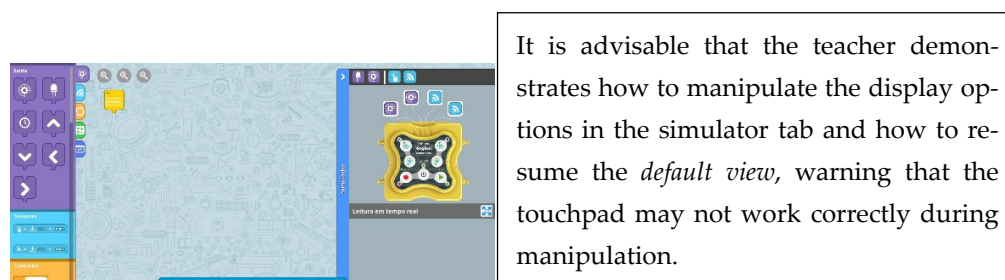 Saída
It is advisable that the teacher demon-
strates how to manipulate the display op-
tions in the simulator tab and how to re-
sume the default view, warning that the
touchpad may not work correctly during
manipulation.
Simulador
Leitura em tempo real
Sensores